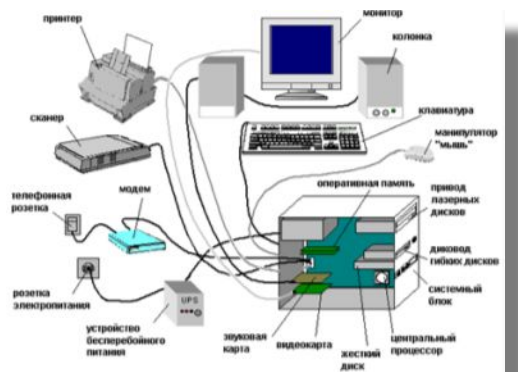 принтер
монитор
колонка
сканер
клавиатура
манипулятор
"мышь"
оперативная память
привод
лазерных
дисков
телефонная
розетка
модем
дисковод
гибких дисков
системный
блок
розетка
электропитания
UPS
устройство
бесперебойного
питания
звуковая
карта
видеокарта
жесткий
диск
центральный
процессор